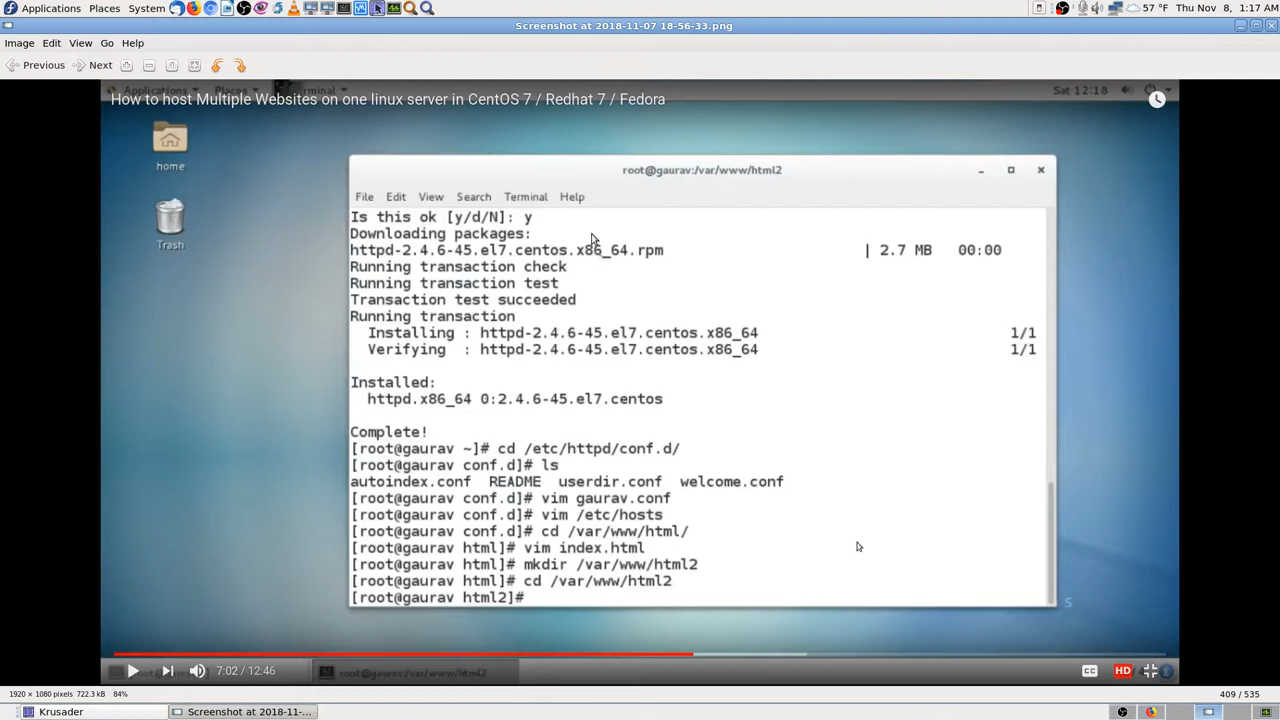 Applications Places System 57 °F Thu Nov 8, 1:17 AM
Screenshot at 2018-11-07 18-56-33.png
Image Edit View Go Help
Previous Next
Applications Places Terminal Sat 12:18
How to host Multiple Websites on one linux server in CentOS 7 / Redhat 7 / Fedora
home
Trash
root@gaurav:/var/www/html2
File Edit View Search Terminal Help
Is this ok [y/d/N]: y
Downloading packages:
httpd-2.4.6-45.el7.centos.x86_64.rpm | 2.7 MB 00:00
Running transaction check
Running transaction test
Transaction test succeeded
Running transaction
Installing : httpd-2.4.6-45.el7.centos.x86_64 1/1
Verifying : httpd-2.4.6-45.el7.centos.x86_64 1/1
Installed:
httpd.x86_64 0:2.4.6-45.el7.centos
Complete!
[root@gaurav ~]# cd /etc/httpd/conf.d/
[root@gaurav conf.d]# ls
autoindex.conf README userdir.conf welcome.conf
[root@gaurav conf.d]# vim gaurav.conf
[root@gaurav conf.d]# vim /etc/hosts
[root@gaurav conf.d]# cd /var/www/html/
[root@gaurav html]# vim index.html
[root@gaurav html]# mkdir /var/www/html2
[root@gaurav html]# cd /var/www/html2
[root@gaurav html2]#
S
7:02 / 12:46 root@gaurav:/var/www/html2 CC HD
1920 × 1080 pixels 722.3 kB 84% 409 / 535
Krusader Screenshot at 2018-11-...